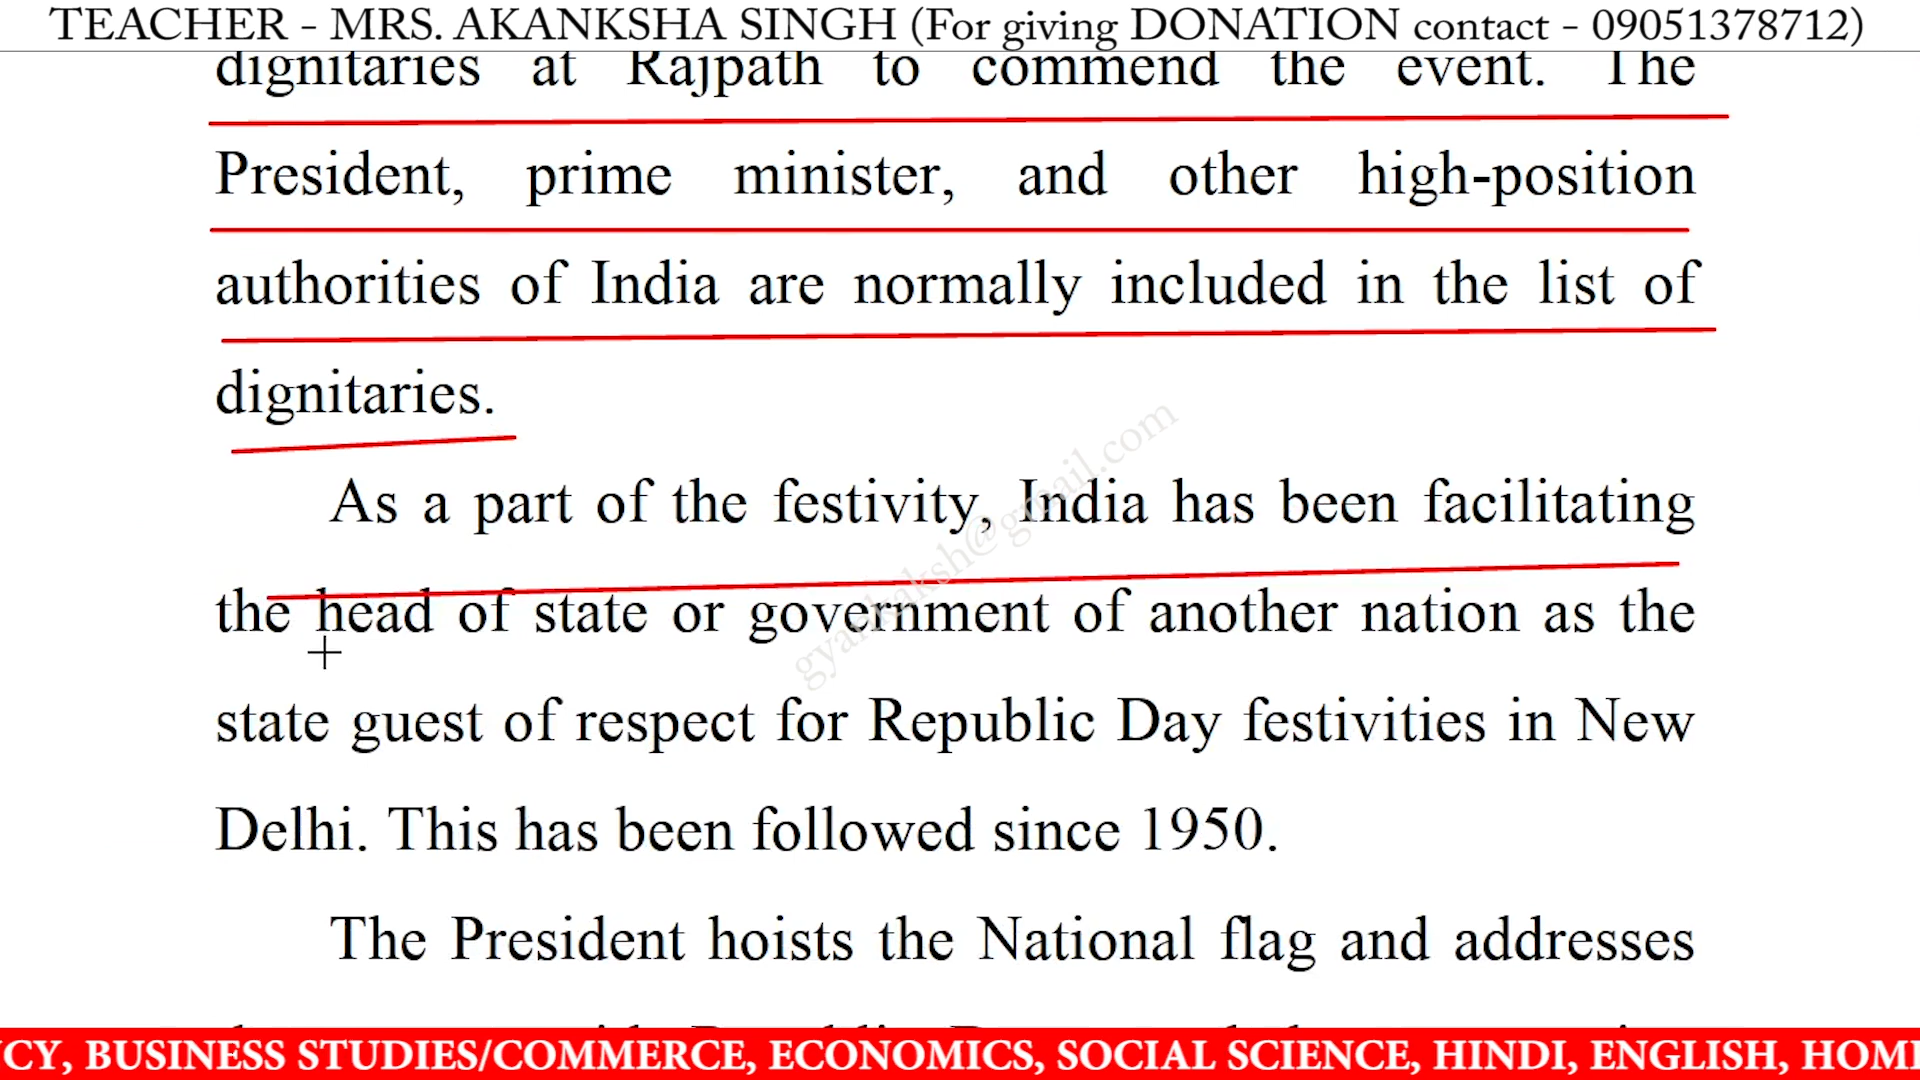 TEACHER - MRS. AKANKSHA SINGH (For giving DONATION contact - 09051378712)
dignitaries at Rajpath to commend the event. The
President, prime minister, and other high-position
authorities of India are normally included in the list of
dignitaries.
As a part of the festivity, India has been facilitating
the head of state or government of another nation as the
state guest of respect for Republic Day festivities in New
Delhi. This has been followed since 1950.
The President hoists the National flag and addresses
gyankaksh@gmail.com
CY, BUSINESS STUDIES/COMMERCE, ECONOMICS, SOCIAL SCIENCE, HINDI, ENGLISH, HOM